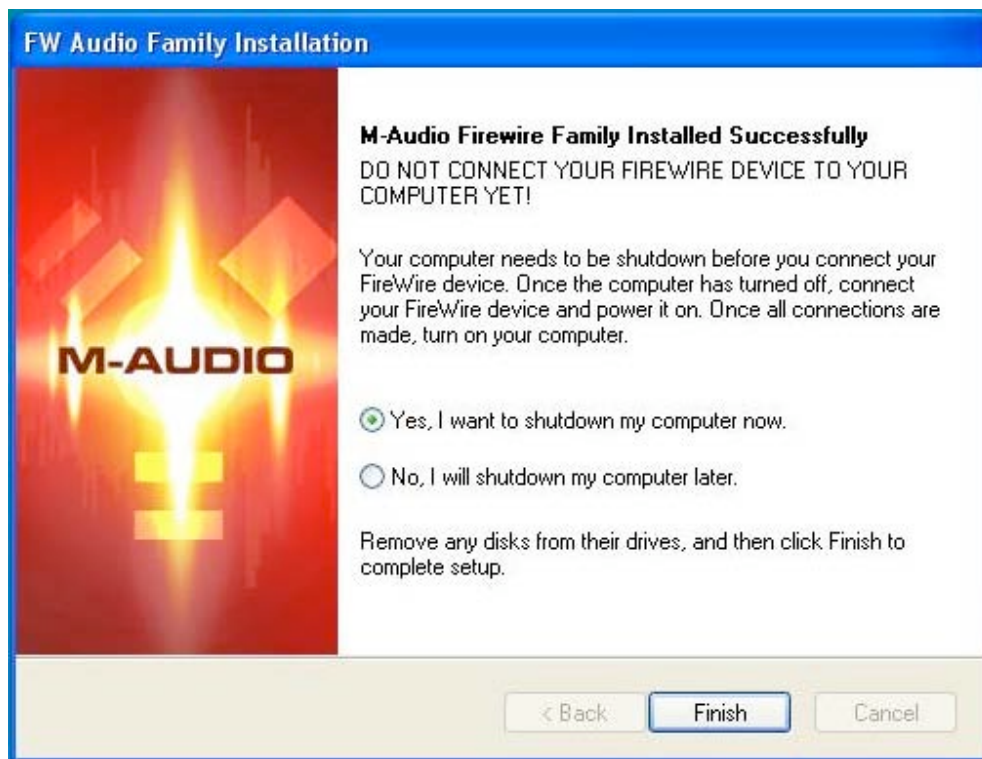 FW Audio Family Installation
M-Audio Firewire Family Installed Successfully
DO NOT CONNECT YOUR FIREWIRE DEVICE TO YOUR
COMPUTER YET!
Your computer needs to be shutdown before you connect your
FireWire device. Once the computer has turned off, connect
your FireWire device and power it on. Once all connections are
made, turn on your computer.
M-AUDIO
Yes, I want to shutdown my computer now.
No, I will shutdown my computer later.
Remove any disks from their drives, and then click Finish to
complete setup.
< Back Finish Cancel